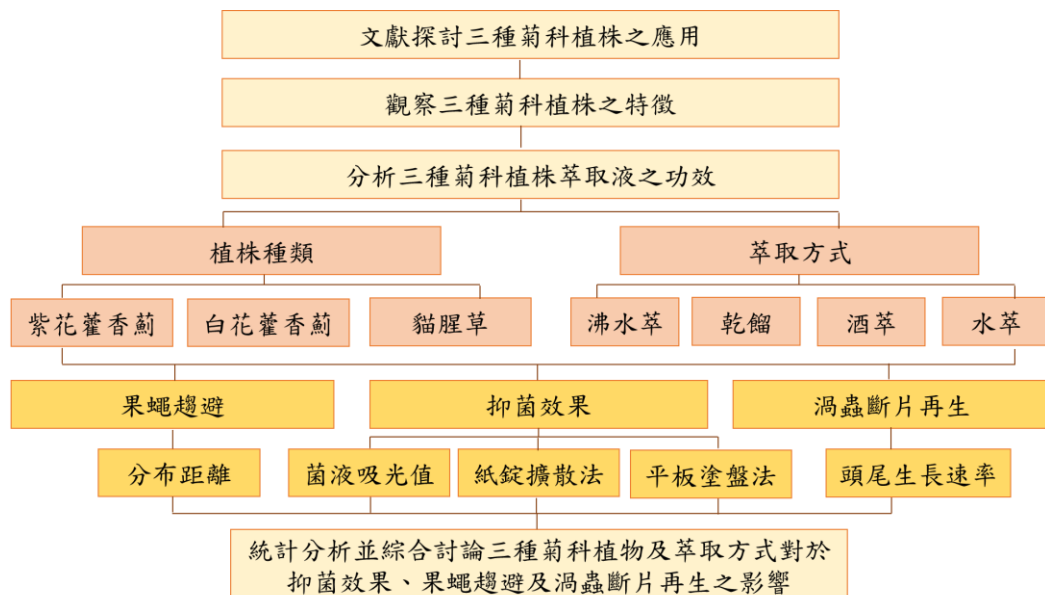 文獻探討三種菊科植株之應用
觀察三種菊科植株之特徵
分析三種菊科植株萃取液之功效
植株種類
萃取方式
紫花藿香薊
白花藿香薊
貓腥草
沸水萃
乾餾
酒萃
水萃
果蠅趨避
抑菌效果
渦蟲斷片再生
分布距離
菌液吸光值
紙錠擴散法
平板塗盤法
頭尾生長速率
統計分析並綜合討論三種菊科植物及萃取方式對於
抑菌效果、果蠅趨避及渦蟲斷片再生之影響